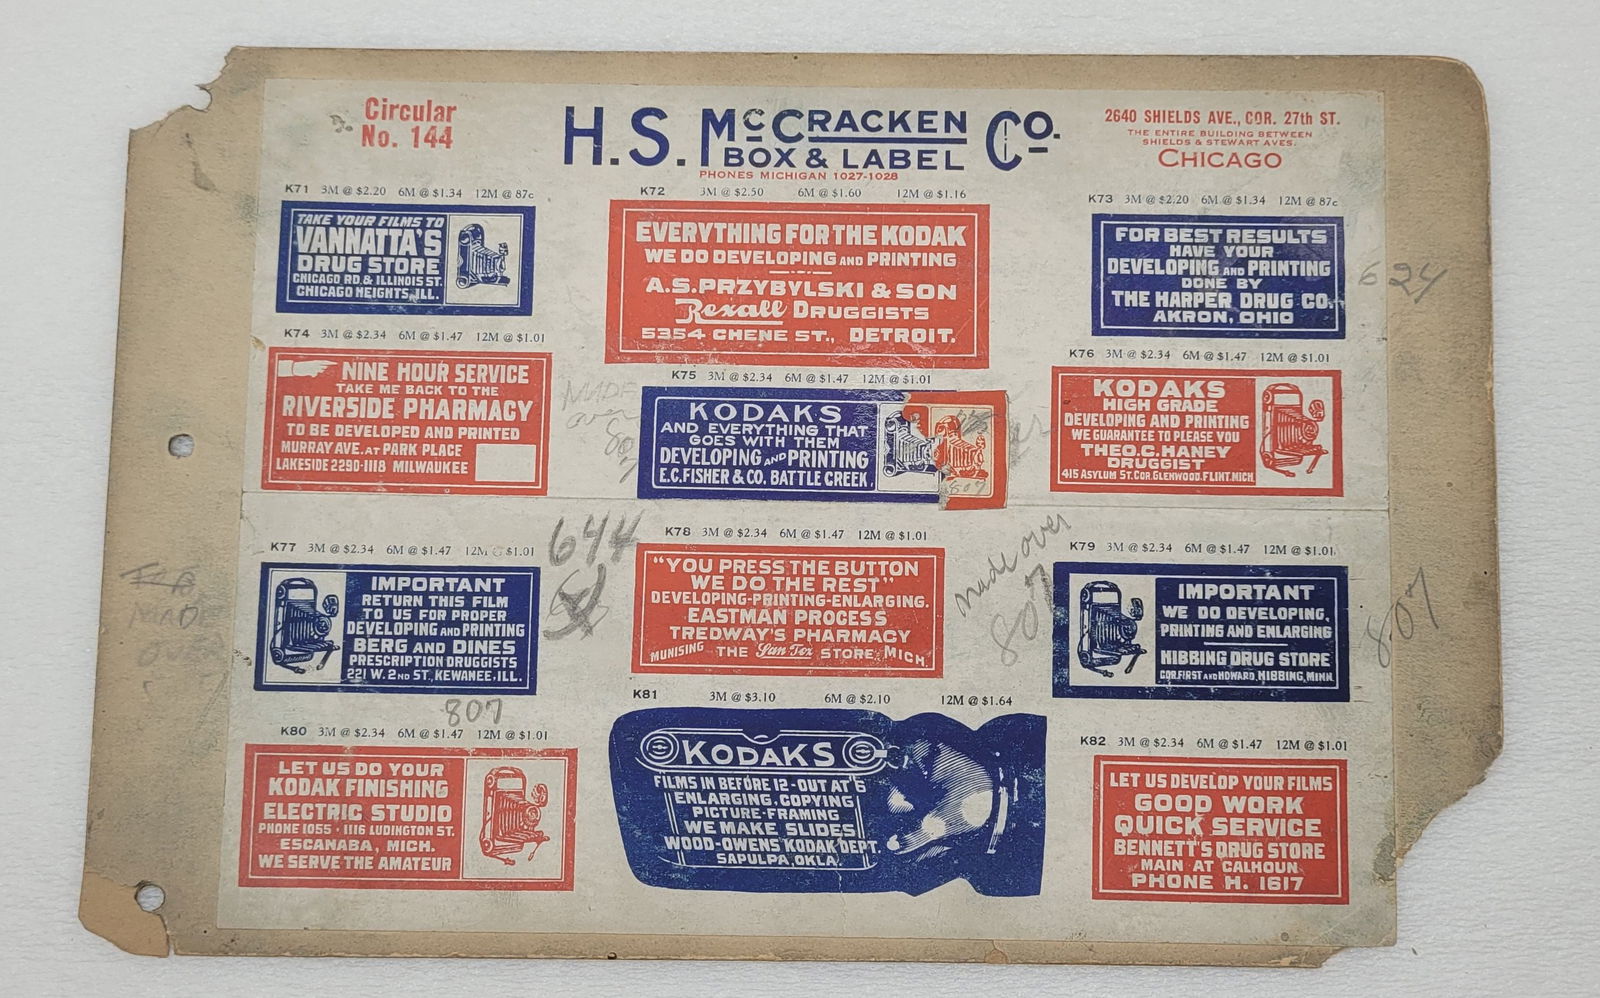 Circular
No. 144
H.S. McCRACKEN Co.
BOX & LABEL
PHONES MICHIGAN 1027-1028
2640 SHIELDS AVE., COR. 27th ST.
THE ENTIRE BUILDING BETWEEN
SHIELDS & STEWART AVES.
CHICAGO
K71 3M @ $2.20 6M @ $1.34 12M @ 87c
TAKE YOUR FILMS TO
VANNATTA'S
DRUG STORE
CHICAGO RD. & ILLINOIS ST.
CHICAGO HEIGHTS, ILL.
K72 3M @ $2.50 6M @ $1.60 12M @ $1.16
EVERYTHING FOR THE KODAK
WE DO DEVELOPING AND PRINTING
A.S. PRZYBYLSKI & SON
Rexall DRUGGISTS
5354 CHENE ST., DETROIT.
K73 3M @ $2.20 6M @ $1.34 12M @ 87c
FOR BEST RESULTS
HAVE YOUR
DEVELOPING AND PRINTING
DONE BY
THE HARPER DRUG CO.
AKRON, OHIO
624
K74 3M @ $2.34 6M @ $1.47 12M @ $1.01
NINE HOUR SERVICE
TAKE ME BACK TO THE
RIVERSIDE PHARMACY
TO BE DEVELOPED AND PRINTED
MURRAY AVE. AT PARK PLACE
LAKESIDE 2290-1118 MILWAUKEE
MADE
over
K75 3M @ $2.34 6M @ $1.47 12M @ $1.01
KODAKS
AND EVERYTHING THAT
GOES WITH THEM
DEVELOPING AND PRINTING
E.C. FISHER & CO. BATTLE CREEK.
807
K76 3M @ $2.34 6M @ $1.47 12M @ $1.01
KODAKS
HIGH GRADE
DEVELOPING AND PRINTING
WE GUARANTEE TO PLEASE YOU
THEO. C. HANEY
DRUGGIST
415 ASYLUM ST. COR. GLENWOOD. FLINT. MICH.
K77 3M @ $2.34 6M @ $1.47 12M @ $1.01
IMPORTANT
RETURN THIS FILM
TO US FOR PROPER
DEVELOPING AND PRINTING
BERG AND DINES
PRESCRIPTION DRUGGISTS
221 W. 2ND ST., KEWANEE, ILL.
644
MADE
807
K78 3M @ $2.34 6M @ $1.47 12M @ $1.01
"YOU PRESS THE BUTTON
WE DO THE REST"
DEVELOPING-PRINTING-ENLARGING.
EASTMAN PROCESS
TREDWAY'S PHARMACY
MUNISING THE San Tox STORE, MICH.
made over
807
K79 3M @ $2.34 6M @ $1.47 12M @ $1.01
IMPORTANT
WE DO DEVELOPING,
PRINTING AND ENLARGING
HIBBING DRUG STORE
COR. FIRST AND HOWARD, HIBBING, MINN.
807
K80 3M @ $2.34 6M @ $1.47 12M @ $1.01
LET US DO YOUR
KODAK FINISHING
ELECTRIC STUDIO
PHONE 1055 · 1116 LUDINGTON ST.
ESCANABA, MICH.
WE SERVE THE AMATEUR
K81 3M @ $3.10 6M @ $2.10 12M @ $1.64
KODAKS
FILMS IN BEFORE 12-OUT AT 6
ENLARGING. COPYING
PICTURE-FRAMING
WE MAKE SLIDES
WOOD-OWENS KODAK DEPT.
SAPULPA, OKLA.
K82 3M @ $2.34 6M @ $1.47 12M @ $1.01
LET US DEVELOP YOUR FILMS
GOOD WORK
QUICK SERVICE
BENNETT'S DRUG STORE
MAIN AT CALHOUN
PHONE H. 1617